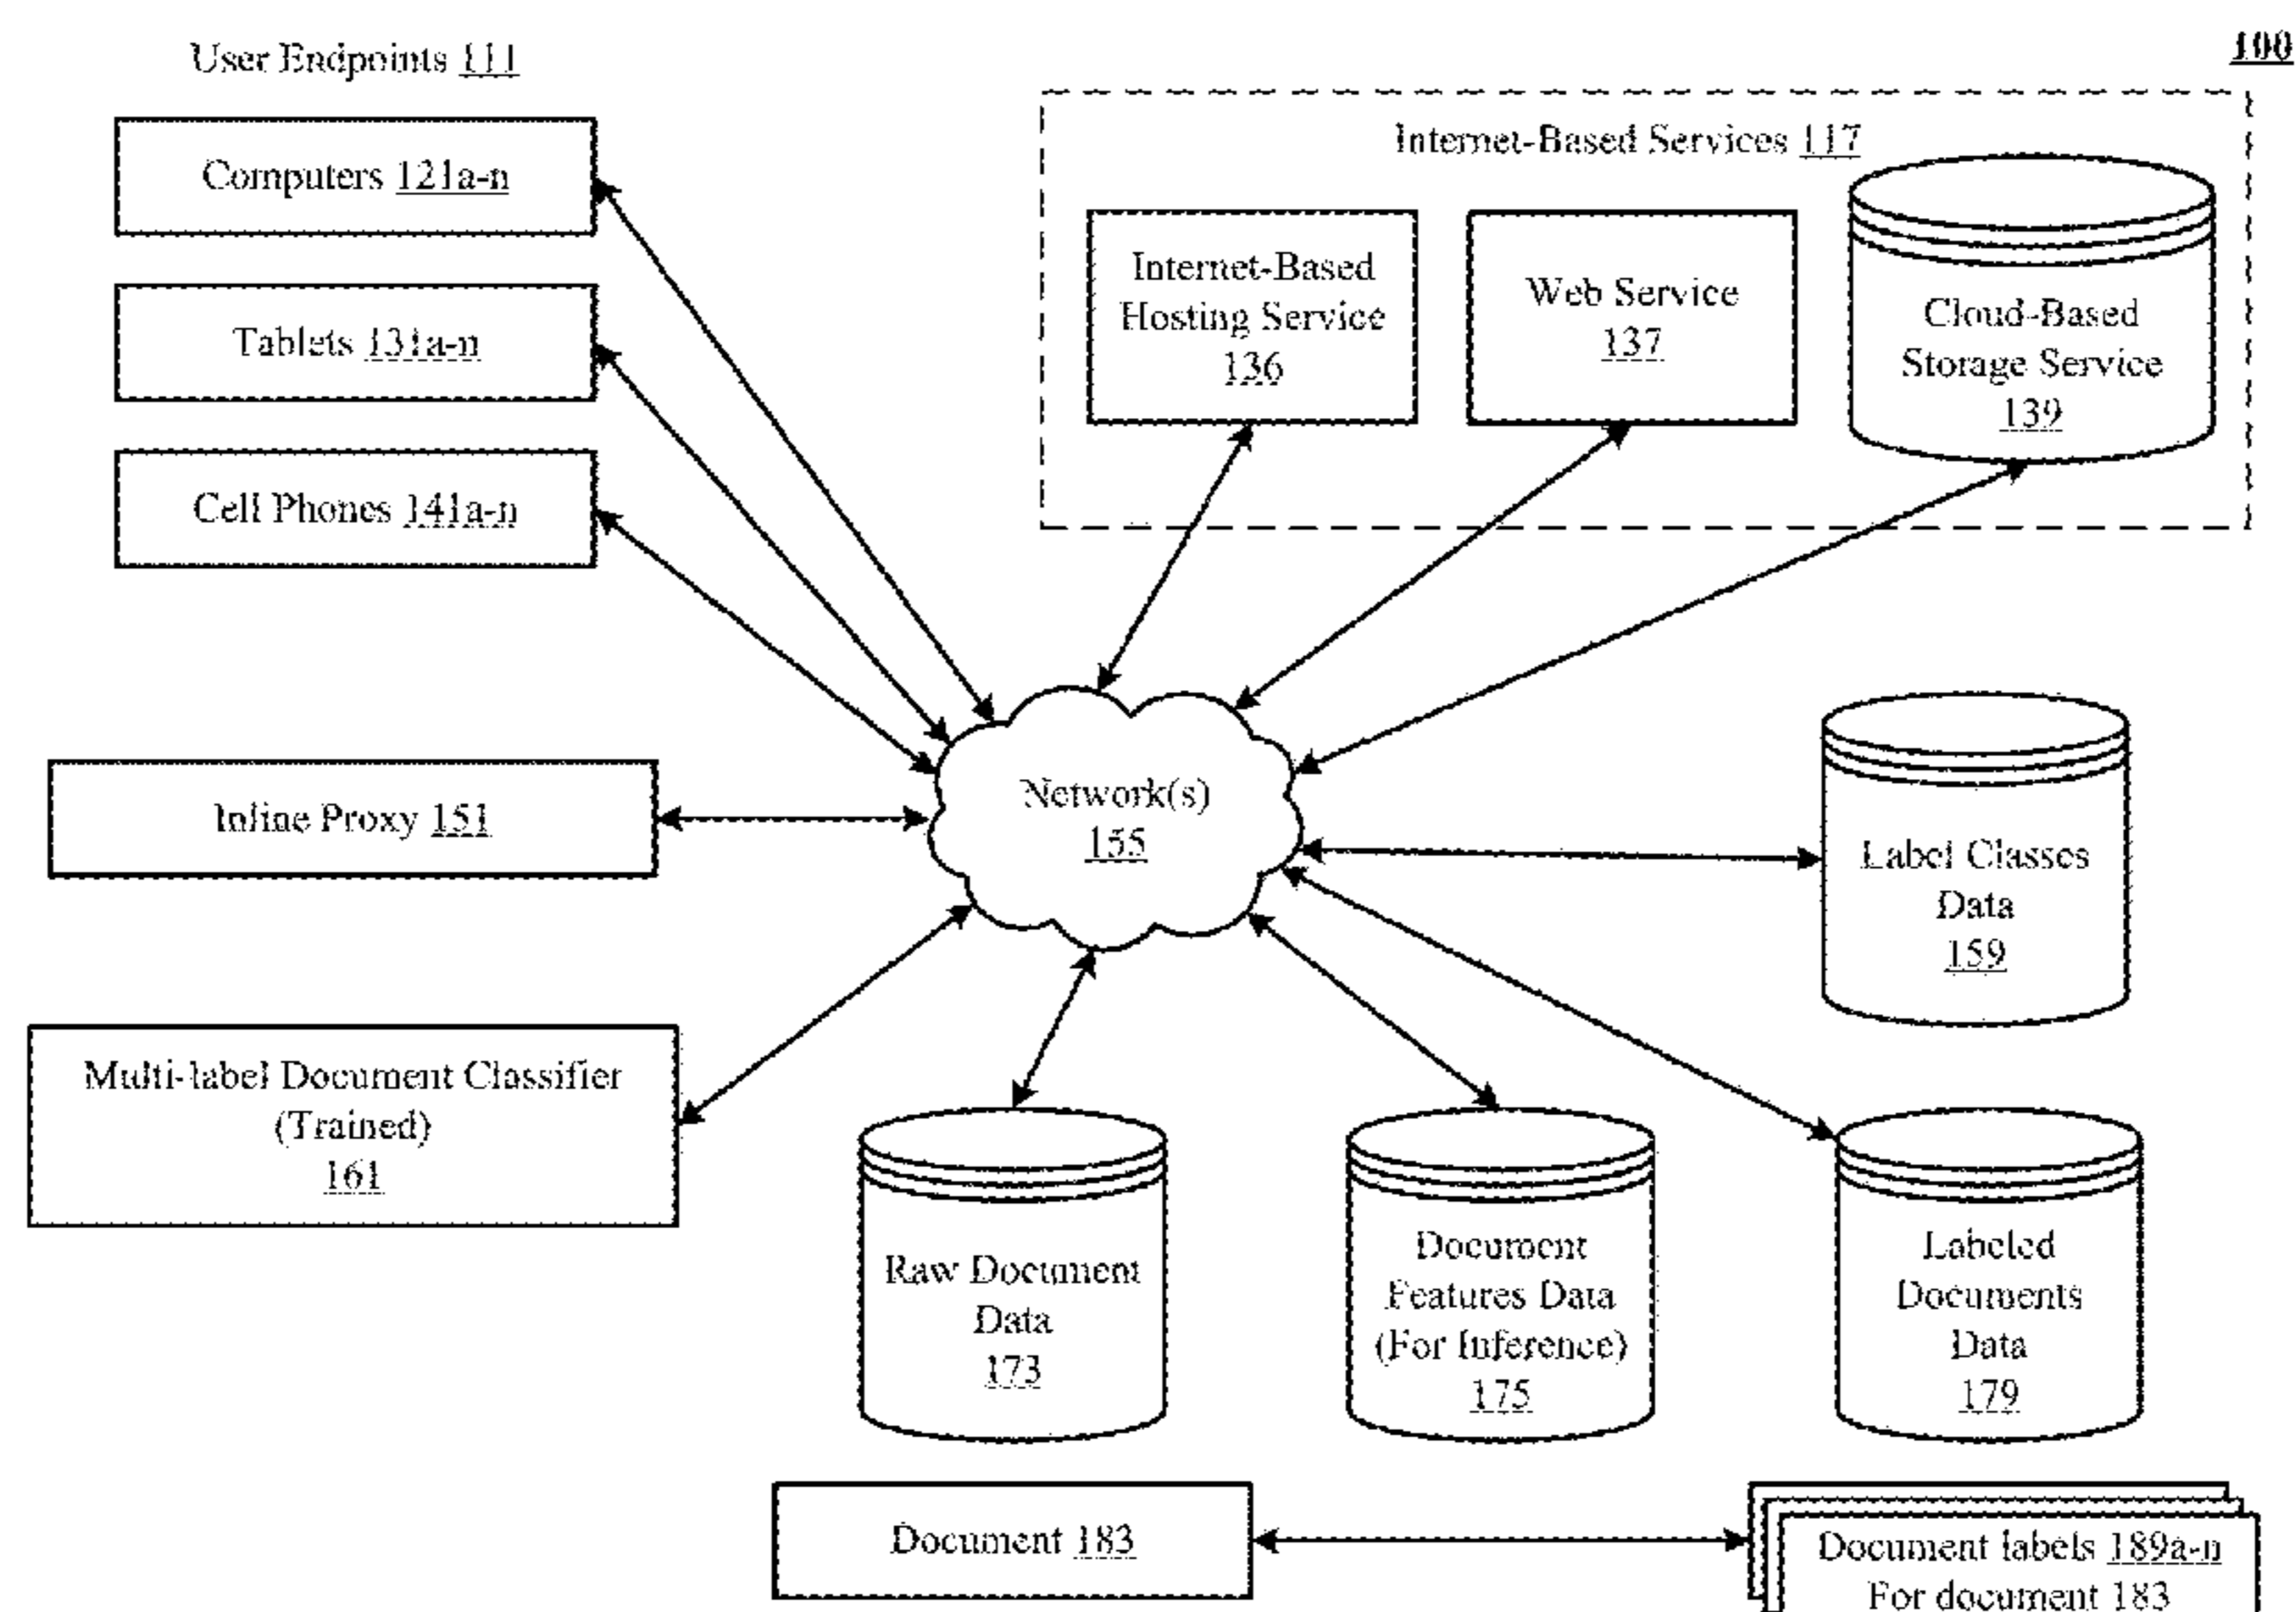 100
User Endpoints 111
Computers 121a-n
Tablets 131a-n
Cell Phones 141a-n
Internet-Based Services 117
Internet-Based
Hosting Service
136
Web Service
137
Cloud-Based
Storage Service
139
Inline Proxy 151
Network(s)
155
Label Classes
Data
159
Multi-label Document Classifier
(Trained)
161
Raw Document
Data
173
Document
Features Data
(For Inference)
175
Labeled
Documents
Data
179
Document 183
Document labels 189a-n
For document 183